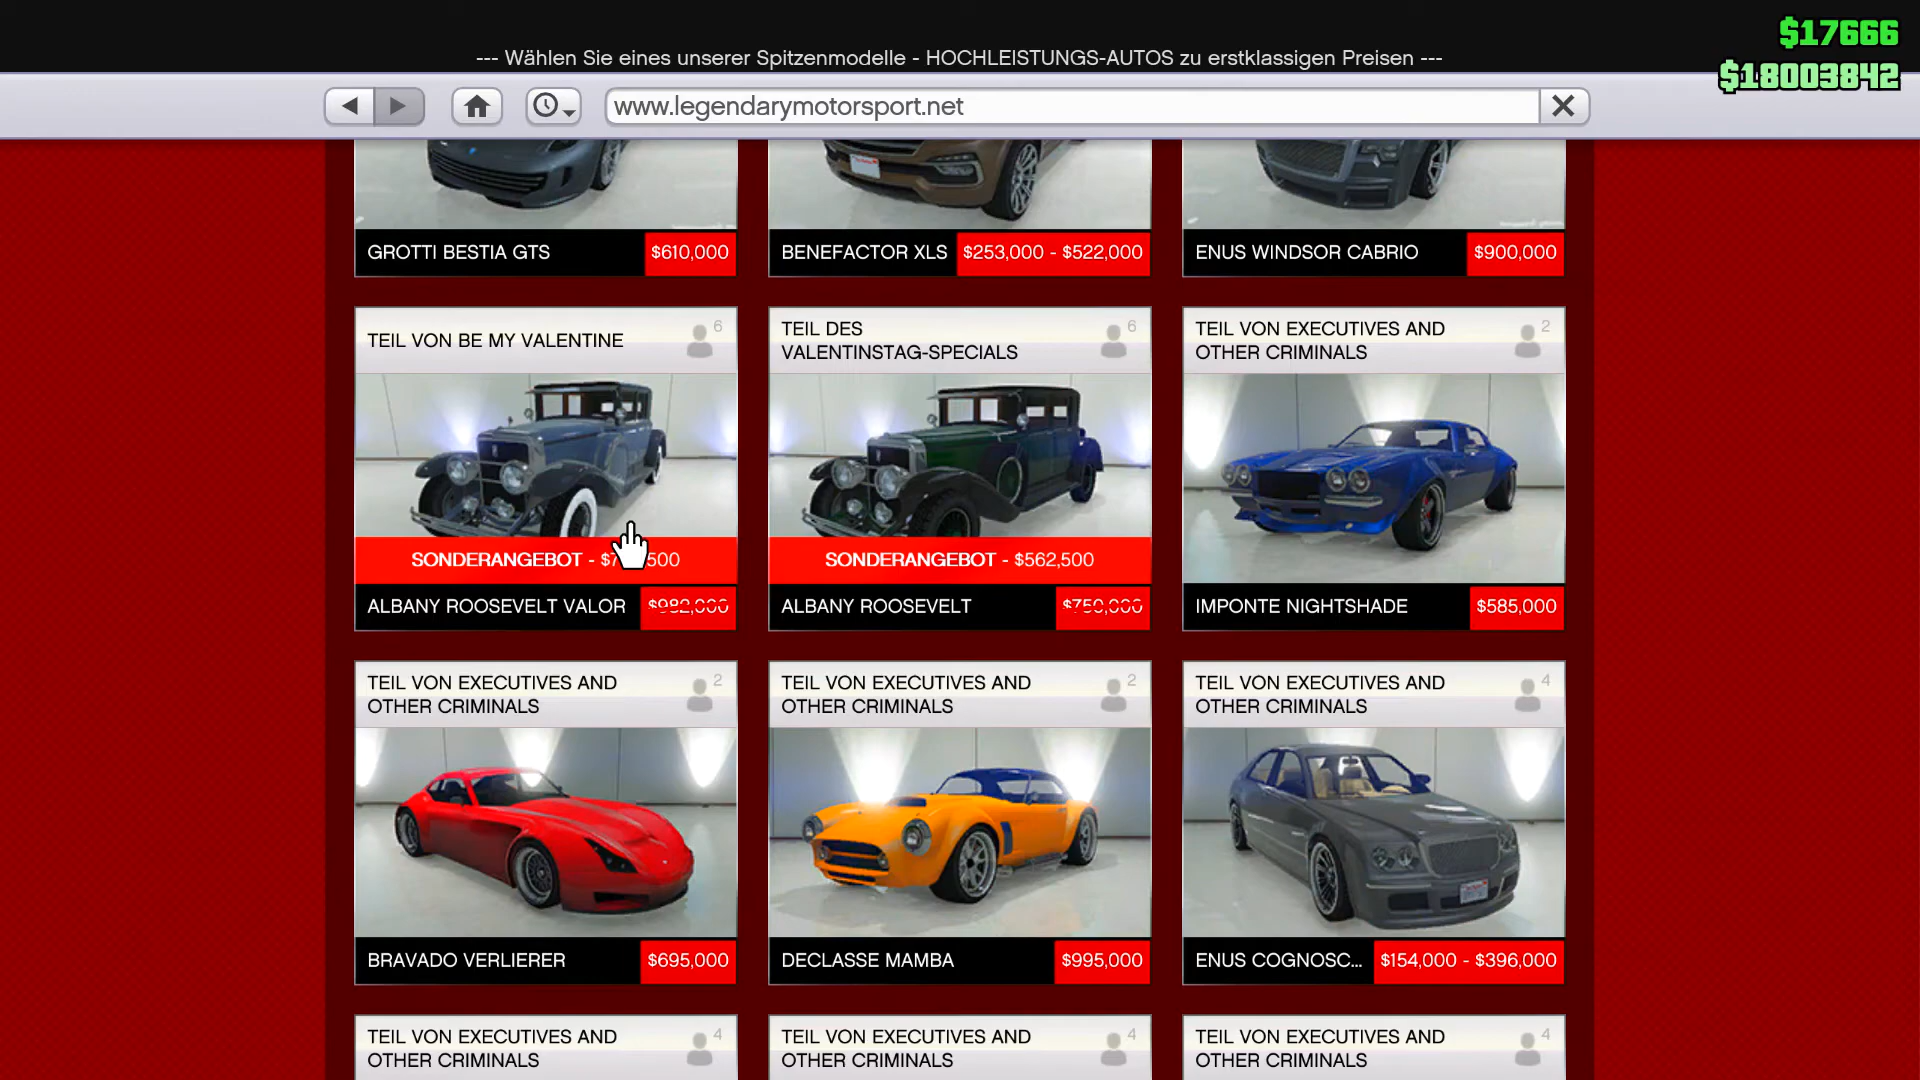 --- Wählen Sie eines unserer Spitzenmodelle - HOCHLEISTUNGS-AUTOS zu erstklassigen Preisen ---
$17666
$18003842
www.legendarymotorsport.net
GROTTI BESTIA GTS $610,000
BENEFACTOR XLS $253,000 - $522,000
ENUS WINDSOR CABRIO $900,000
TEIL VON BE MY VALENTINE 6
TEIL DES 6
VALENTINSTAG-SPECIALS
TEIL VON EXECUTIVES AND 2
OTHER CRIMINALS
SONDERANGEBOT -
SONDERANGEBOT - $562,500
ALBANY ROOSEVELT VALOR $982,000
ALBANY ROOSEVELT $750,000
IMPONTE NIGHTSHADE $585,000
TEIL VON EXECUTIVES AND 2
OTHER CRIMINALS
TEIL VON EXECUTIVES AND 2
OTHER CRIMINALS
TEIL VON EXECUTIVES AND 4
OTHER CRIMINALS
BRAVADO VERLIERER $695,000
DECLASSE MAMBA $995,000
ENUS COGNOSC... $154,000 - $396,000
TEIL VON EXECUTIVES AND 4
OTHER CRIMINALS
TEIL VON EXECUTIVES AND 4
OTHER CRIMINALS
TEIL VON EXECUTIVES AND 4
OTHER CRIMINALS